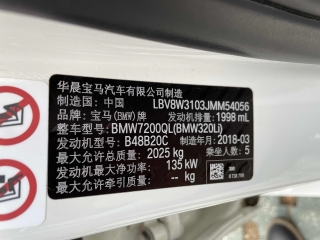 华晨宝马汽车有限公司制造
制造国：中国 LBV8W3103JMM54056
品牌：宝马(BMW)牌 发动机排量：1998 mL
整车型号：BMW7200QL(BMW320Li)
发动机型号：B48B20C 制造年月：2018-03
最大允许总质量：2025 kg 乘坐人数：5
发动机最大净功率：135 kW
最大允许牵引质量：-- kg